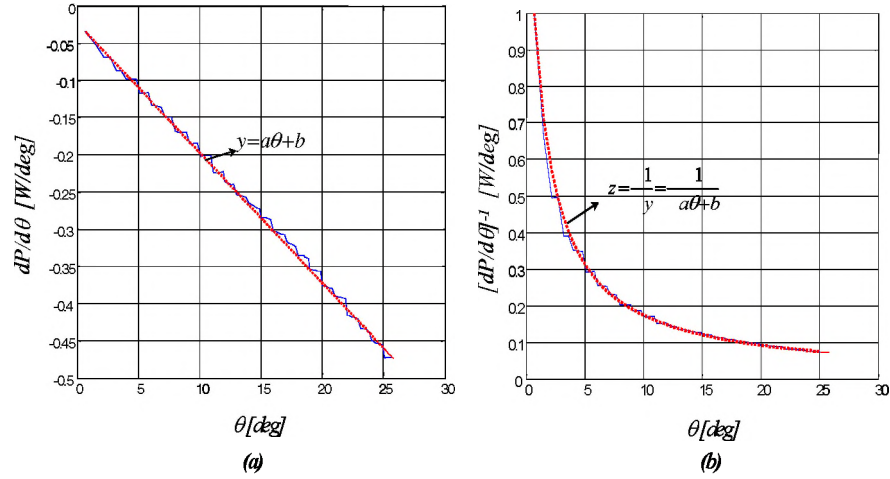 0
-0.05
-0.1
-0.15
-0.2
-0.25
-0.3
-0.35
-0.4
-0.45
-0.5
0 5 10 15 20 25 30
dP/dθ [W/deg]
y=aθ+b
θ [deg]
(a)
1
0.9
0.8
0.7
0.6
0.5
0.4
0.3
0.2
0.1
0
0 5 10 15 20 25 30
[dP/dθ]-1 [W/deg]
z=1/y=1/aθ+b
θ [deg]
(b)